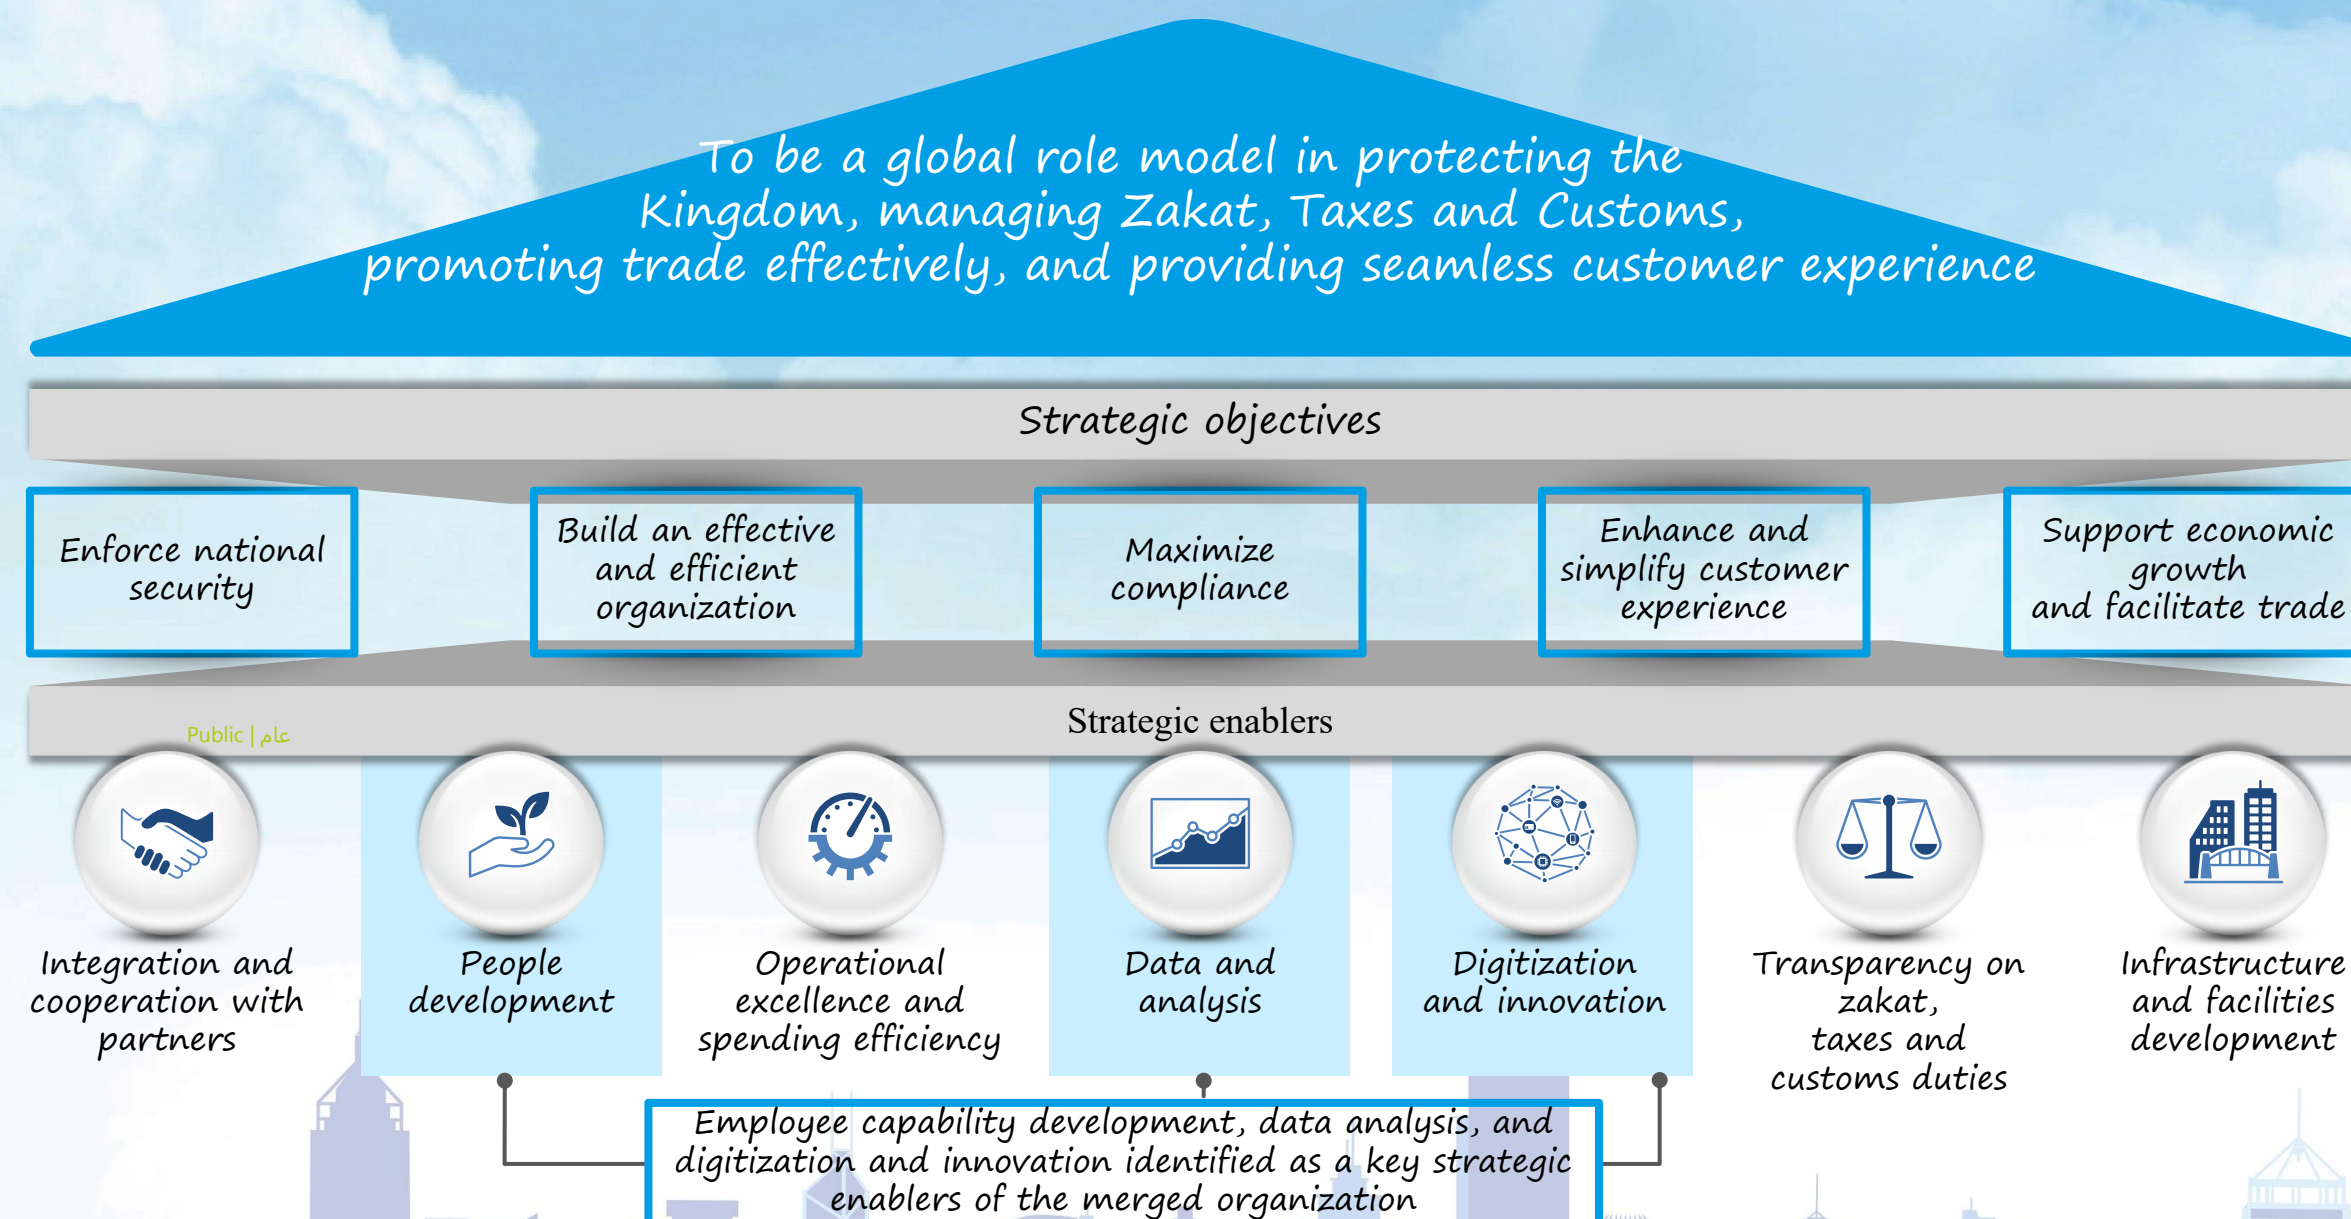 To be a global role model in protecting the
Kingdom, managing Zakat, Taxes and Customs,
promoting trade effectively, and providing seamless customer experience
Strategic objectives
Enforce national
security
Build an effective
and efficient
organization
Maximize
compliance
Enhance and
simplify customer
experience
Support economic
growth
and facilitate trade
Strategic enablers
Public | عام
Integration and
cooperation with
partners
People
development
Operational
excellence and
spending efficiency
Data and
analysis
Digitization
and innovation
Transparency on
zakat,
taxes and
customs duties
Infrastructure
and facilities
development
Employee capability development, data analysis, and
digitization and innovation identified as a key strategic
enablers of the merged organization